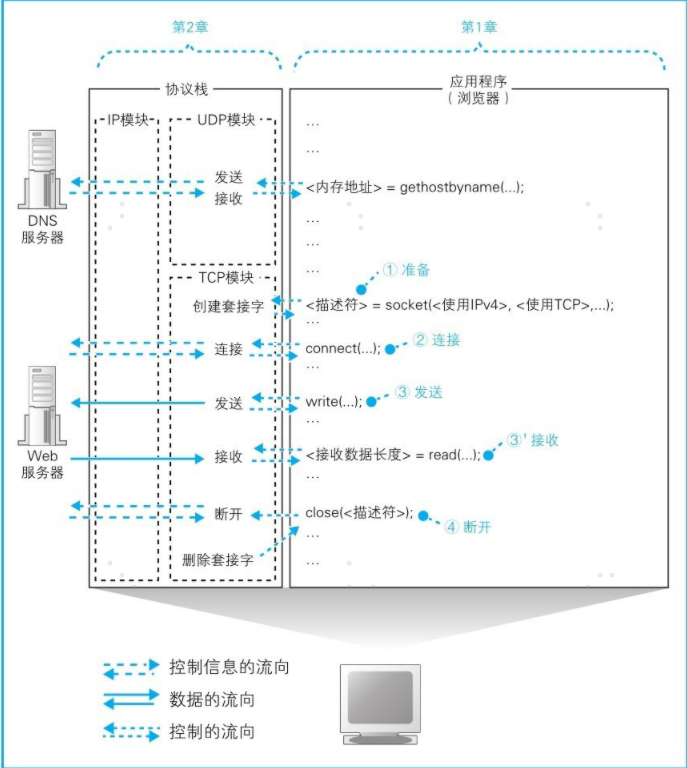 第2章
第1章
协议栈
应用程序
(浏览器)
IP模块
UDP模块
...
...
发送
接收
<内存地址> = gethostbyname(...);
DNS
服务器
...
...
...
TCP模块
①准备
创建套接字
<描述符> = socket(<使用IPv4>, <使用TCP>,...);
...
连接
connect(...);
②连接
...
③发送
发送
write(...);
...
③'接收
Web
服务器
接收
<接收数据长度> = read(...);
...
断开
close(<描述符>);
④断开
...
删除套接字
...
控制信息的流向
数据的流向
控制的流向